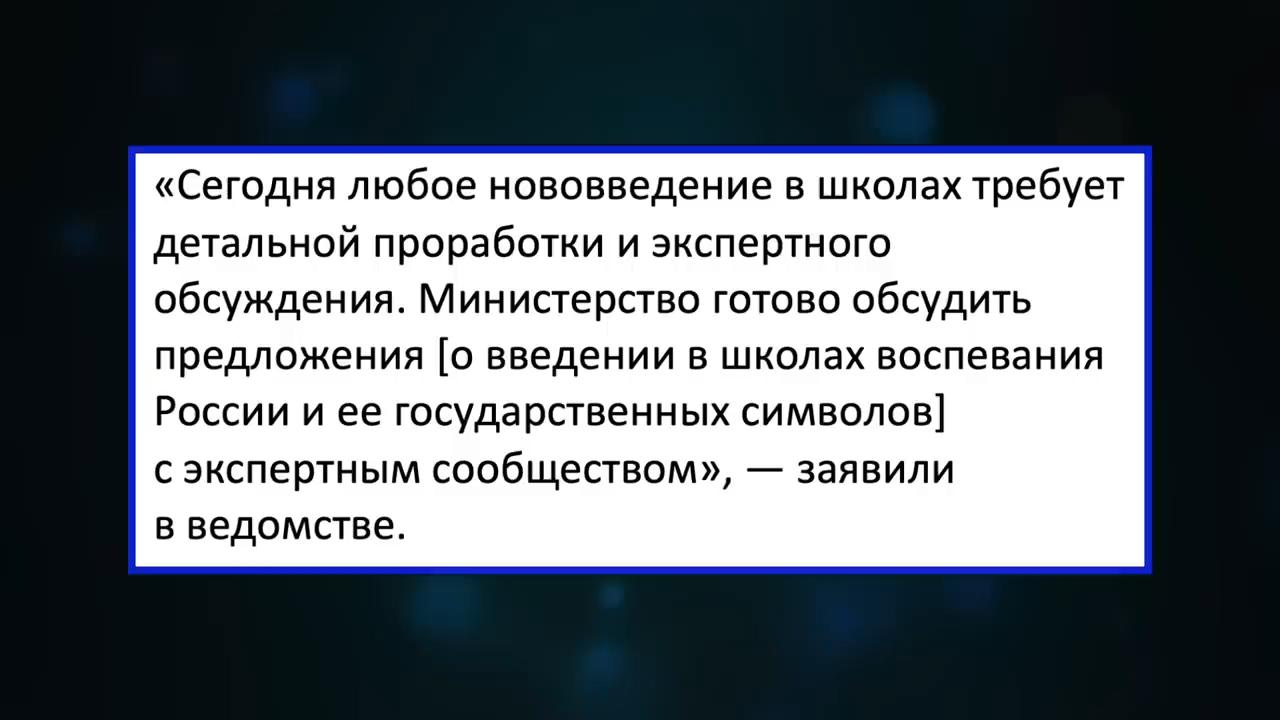 «Сегодня любое нововведение в школах требует
детальной проработки и экспертного
обсуждения. Министерство готово обсудить
предложения [о введении в школах воспевания
России и ее государственных символов]
с экспертным сообществом», — заявили
в ведомстве.